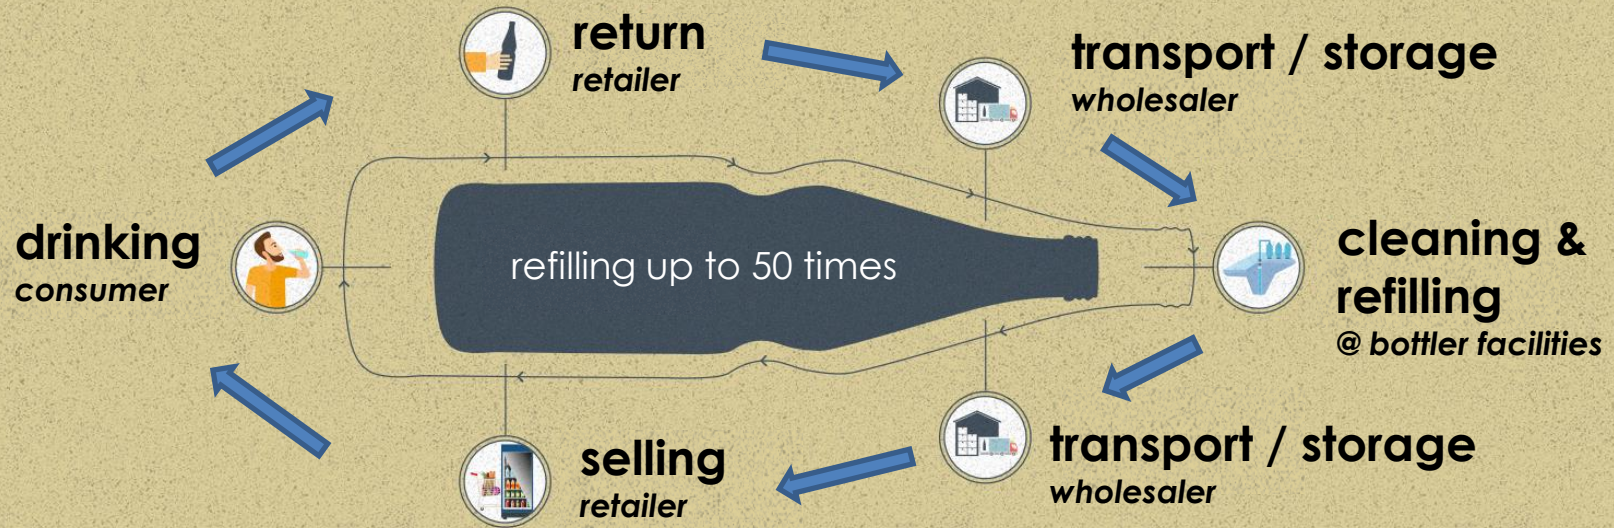 return
retailer
transport / storage
wholesaler
drinking
consumer
refilling up to 50 times
cleaning &
refilling
@ bottler facilities
selling
retailer
transport / storage
wholesaler